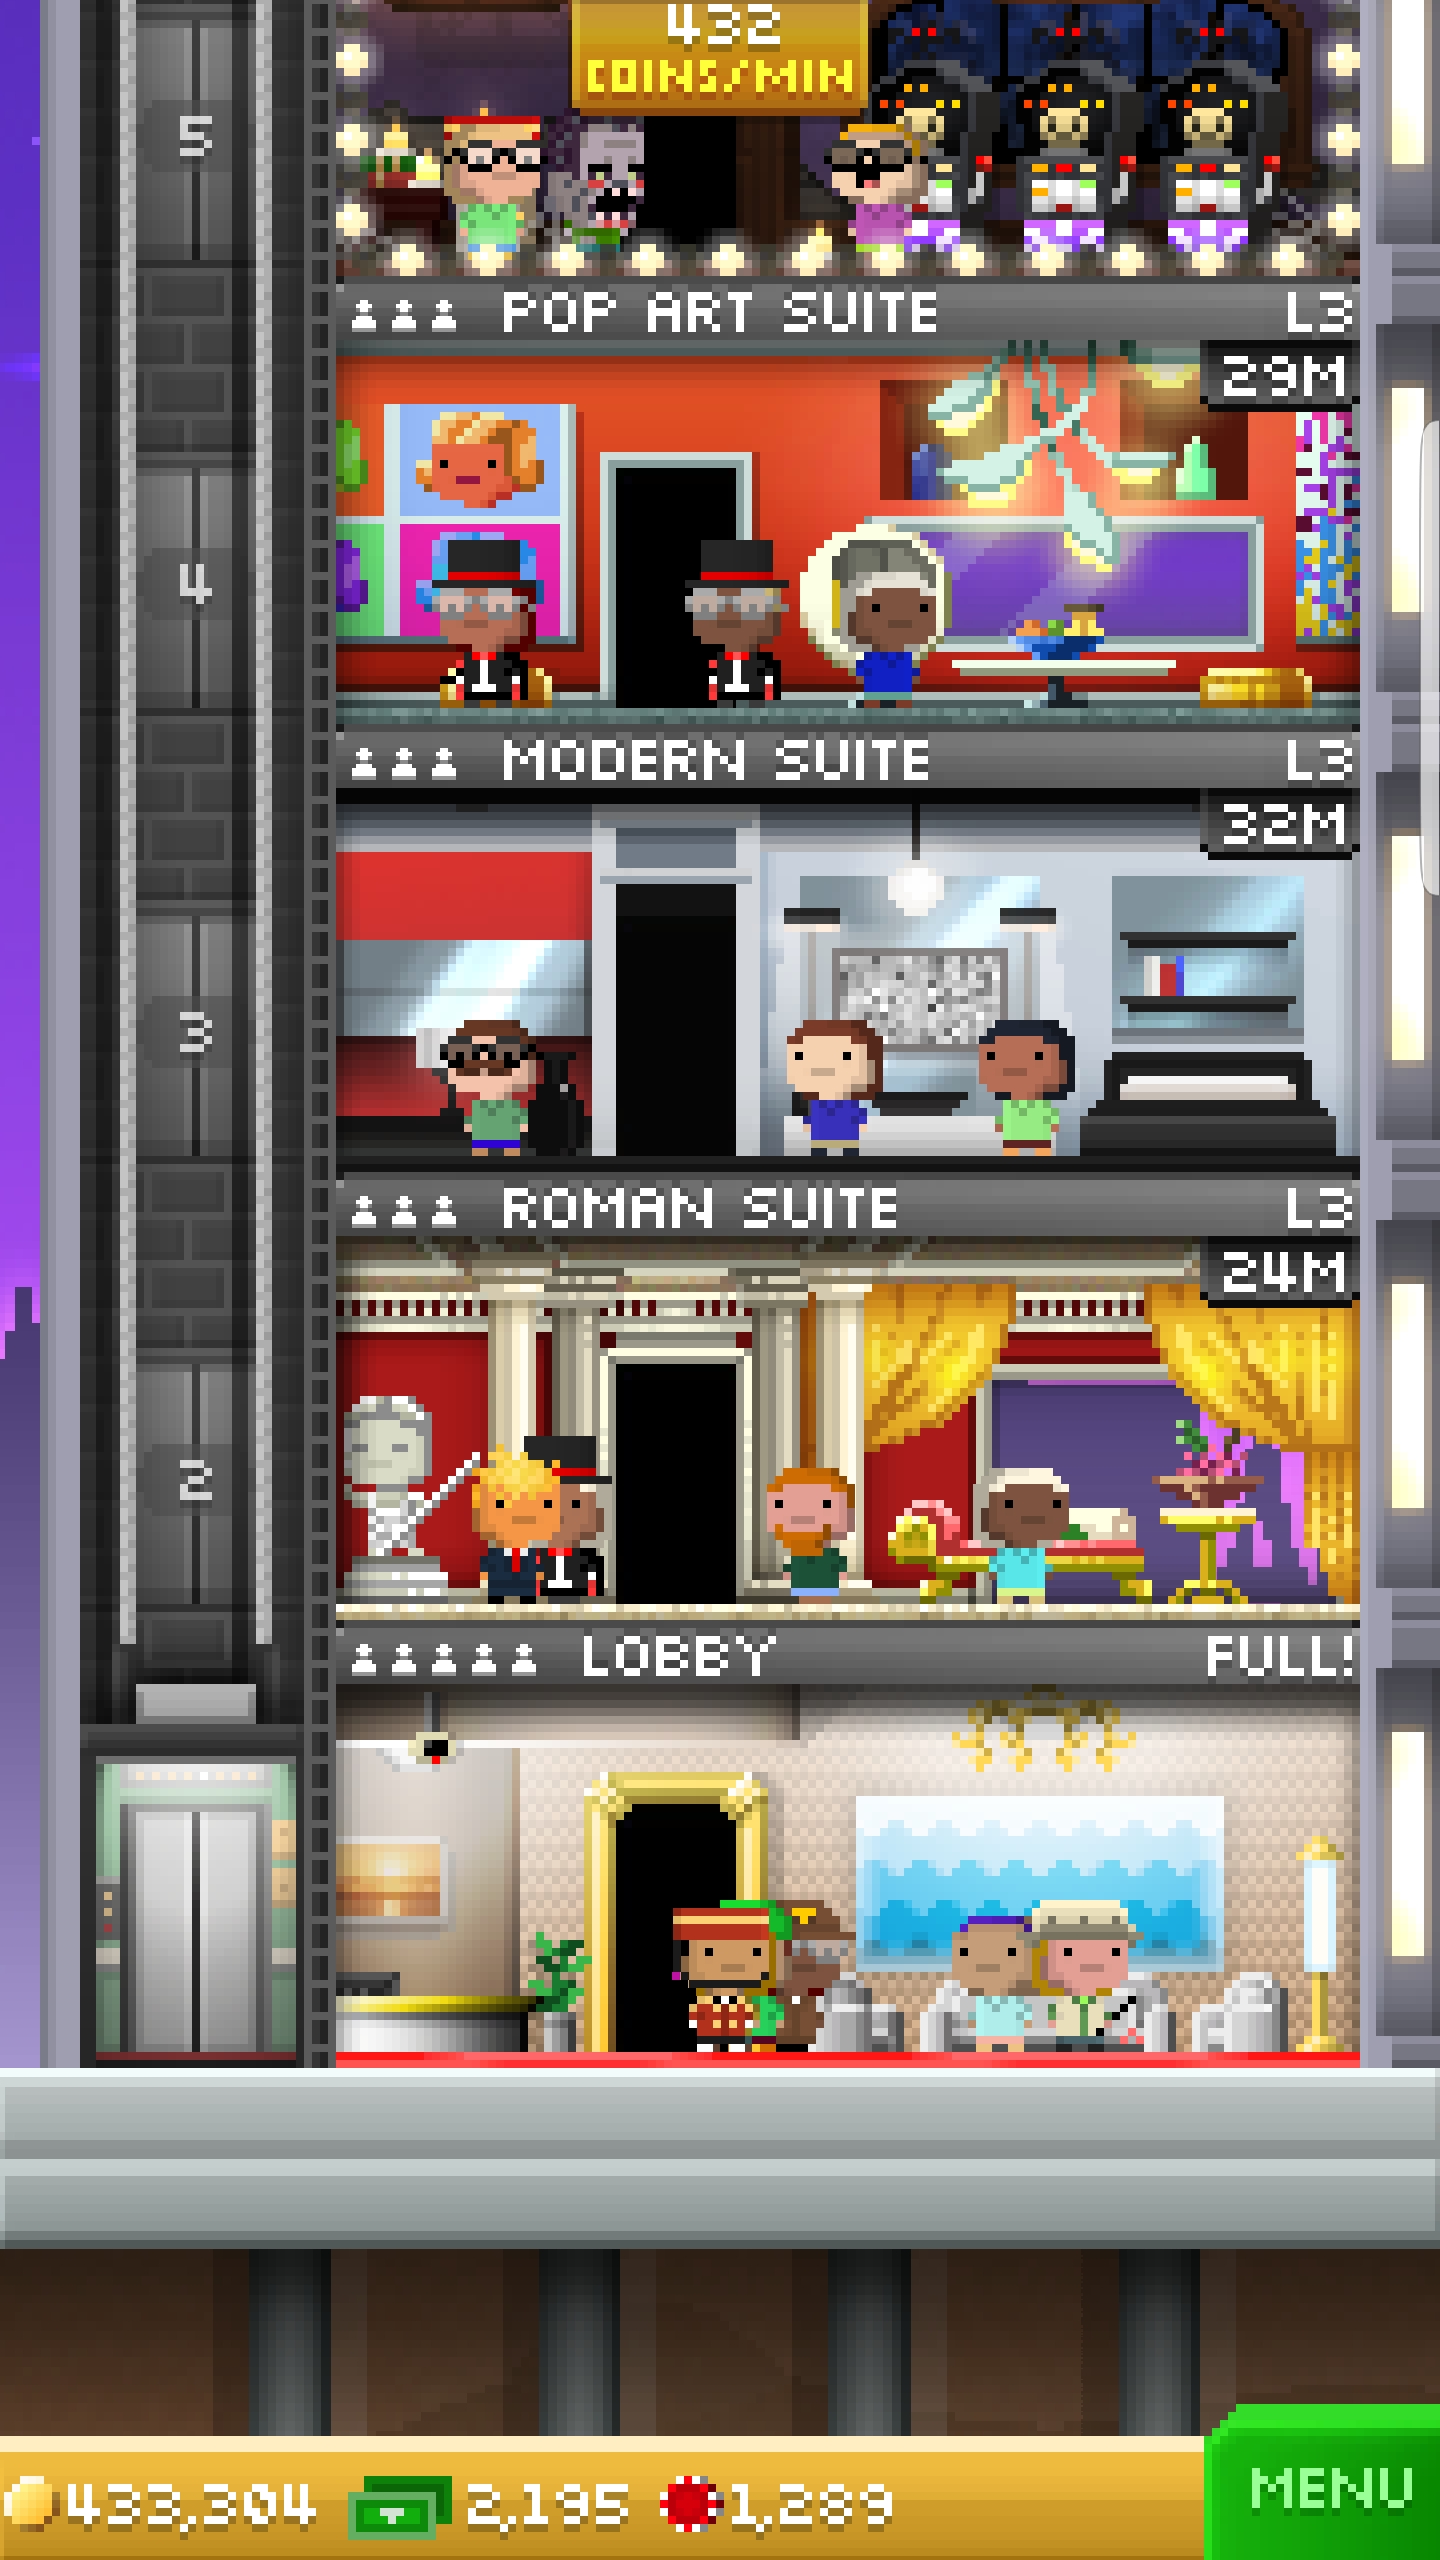 432
COINS/MIN
5
POP ART SUITE L3
29M
4
MODERN SUITE L3
32M
3
ROMAN SUITE L3
24M
2
LOBBY FULL!
433,304 2,195 1,289
MENU